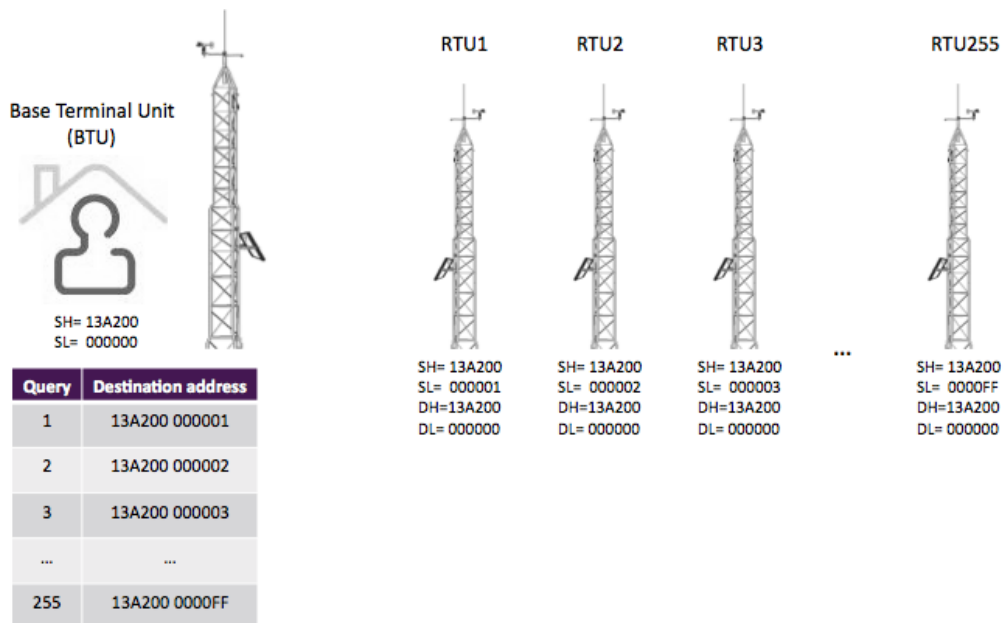 Base Terminal Unit
(BTU)
SH= 13A200
SL= 000000
Query Destination address
1 13A200 000001
2 13A200 000002
3 13A200 000003
... ...
255 13A200 0000FF
RTU1 RTU2 RTU3 RTU255
...
SH= 13A200 SH= 13A200 SH= 13A200 SH= 13A200
SL= 000001 SL= 000002 SL= 000003 SL= 0000FF
DH=13A200 DH=13A200 DH=13A200 DH=13A200
DL= 000000 DL= 000000 DL= 000000 DL= 000000